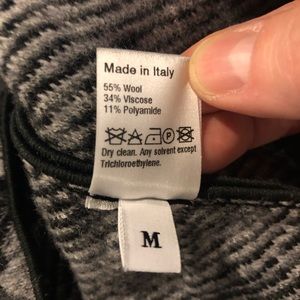 Made in Italy
55% Wool
34% Viscose
11% Polyamide
P
Dry clean. Any solvent except
Trichloroethylene.
M